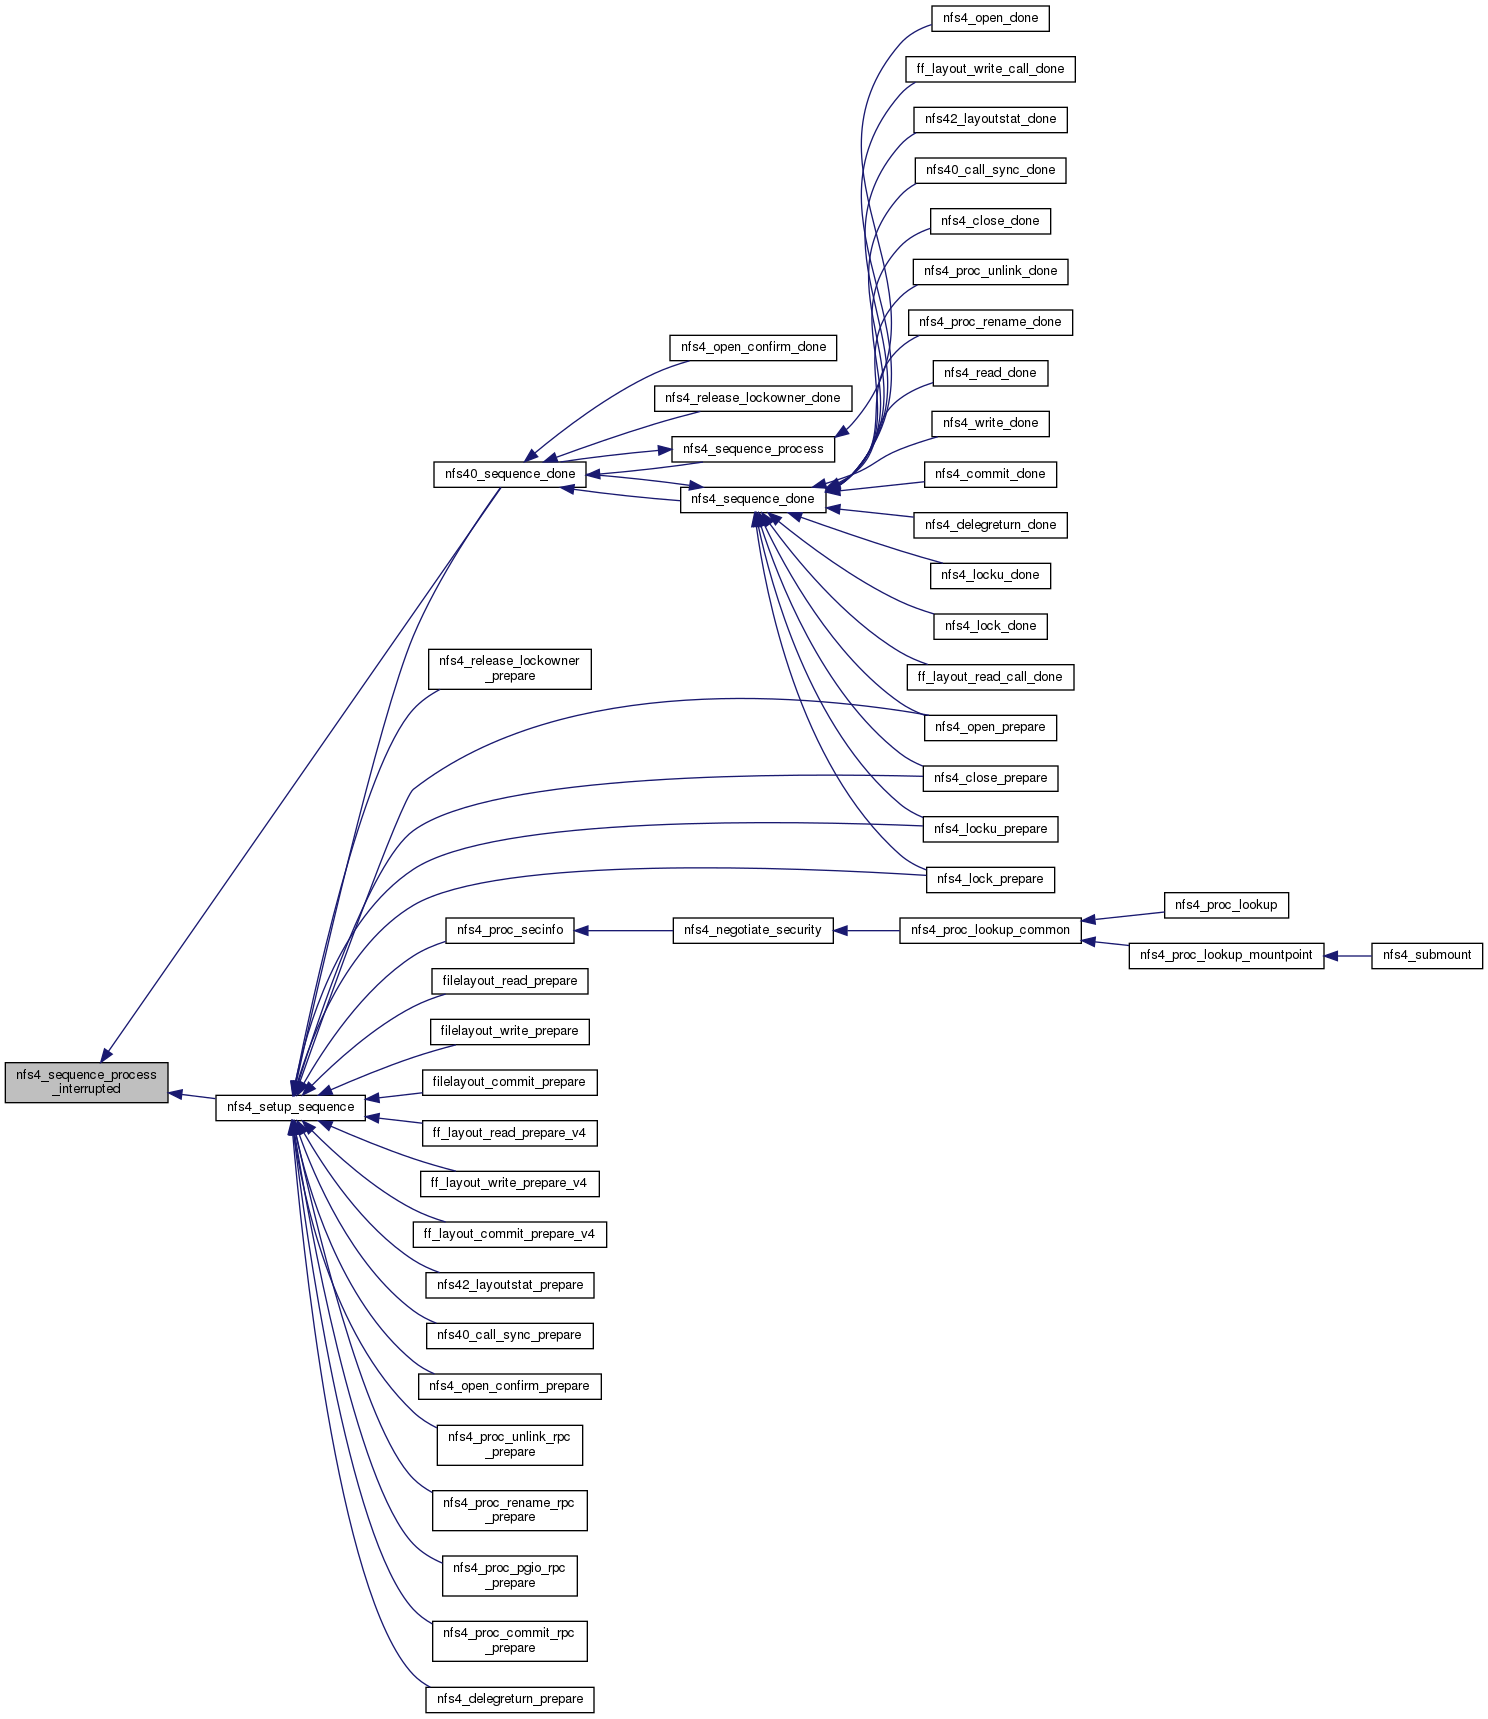 nfs4_open_done
ff_layout_write_call_done
nfs42_layoutstat_done
nfs40_call_sync_done
nfs4_close_done
nfs4_proc_unlink_done
nfs4_proc_rename_done
nfs4_open_confirm_done
nfs4_read_done
nfs4_release_lockowner_done
nfs4_write_done
nfs4_sequence_process
nfs40_sequence_done
nfs4_commit_done
nfs4_sequence_done
nfs4_delegreturn_done
nfs4_locku_done
nfs4_lock_done
nfs4_release_lockowner
_prepare
ff_layout_read_call_done
nfs4_open_prepare
nfs4_close_prepare
nfs4_locku_prepare
nfs4_lock_prepare
nfs4_proc_lookup
nfs4_proc_secinfo
nfs4_negotiate_security
nfs4_proc_lookup_common
nfs4_proc_lookup_mountpoint
nfs4_submount
filelayout_read_prepare
filelayout_write_prepare
nfs4_sequence_process
_interrupted
filelayout_commit_prepare
nfs4_setup_sequence
ff_layout_read_prepare_v4
ff_layout_write_prepare_v4
ff_layout_commit_prepare_v4
nfs42_layoutstat_prepare
nfs40_call_sync_prepare
nfs4_open_confirm_prepare
nfs4_proc_unlink_rpc
_prepare
nfs4_proc_rename_rpc
_prepare
nfs4_proc_pgio_rpc
_prepare
nfs4_proc_commit_rpc
_prepare
nfs4_delegreturn_prepare